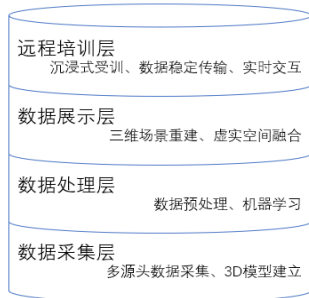 远程培训层
沉浸式受训、数据稳定传输、实时交互
数据展示层
三维场景重建、虚实空间融合
数据处理层
数据预处理、机器学习
数据采集层
多源头数据采集、3D模型建立